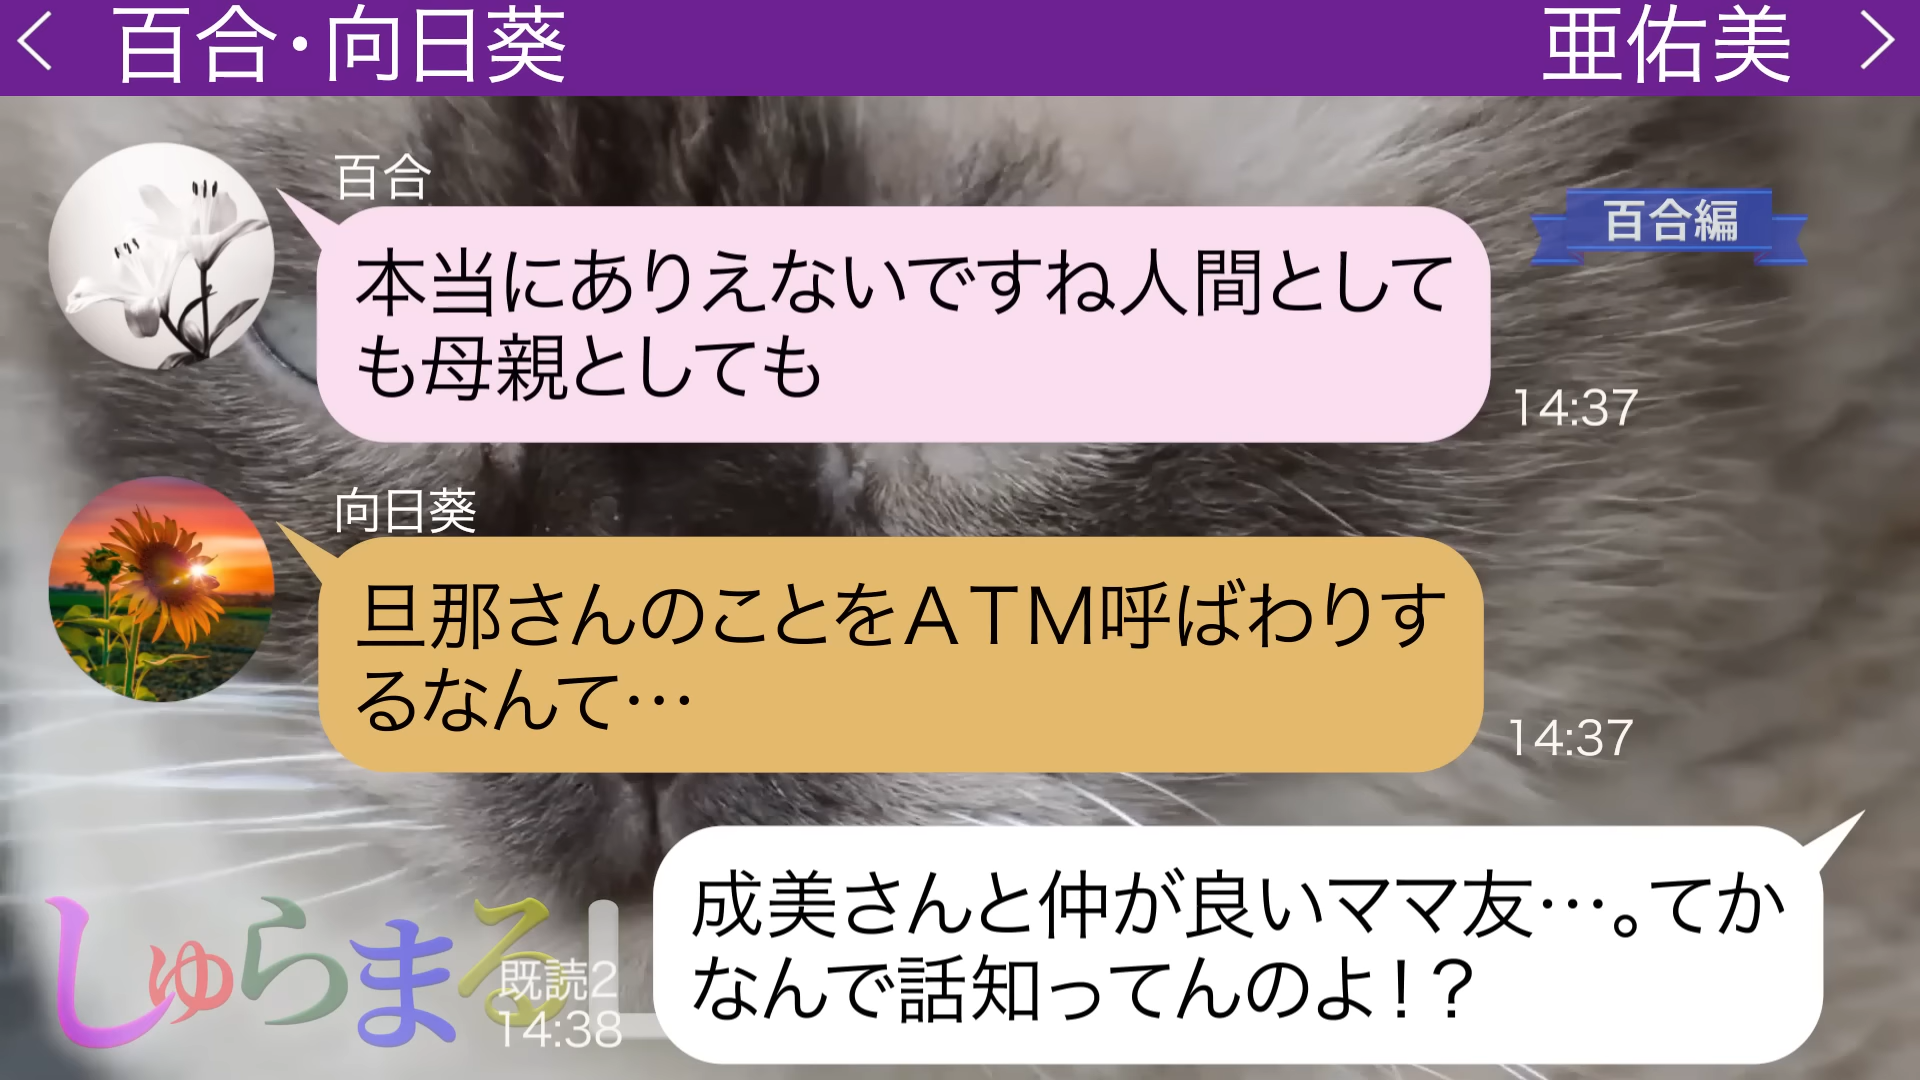 百合・向日葵
亜佑美
百合
百合編
本当にありえないですね人間として
も母親としても
14:37
向日葵
旦那さんのことをＡＴＭ呼ばわりす
るなんて…
14:37
成美さんと仲が良いママ友…。てか
なんで話知ってんのよ！？
既読2
14:38
しゅらまる